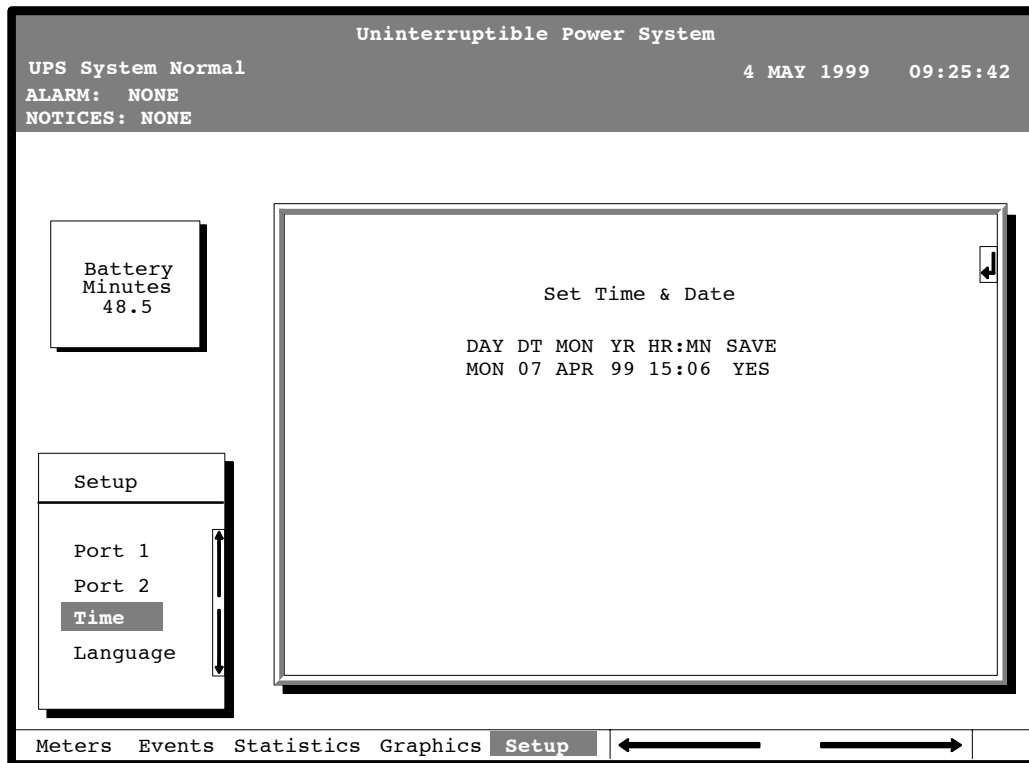 Uninterruptible Power System
UPS System Normal
4 MAY 1999 09:25:42
ALARM: NONE
NOTICES: NONE
Battery
Minutes
48.5
Set Time & Date
DAY DT MON YR HR:MN SAVE
MON 07 APR 99 15:06 YES
Setup
Port 1
Port 2
Time
Language
Meters Events Statistics Graphics Setup